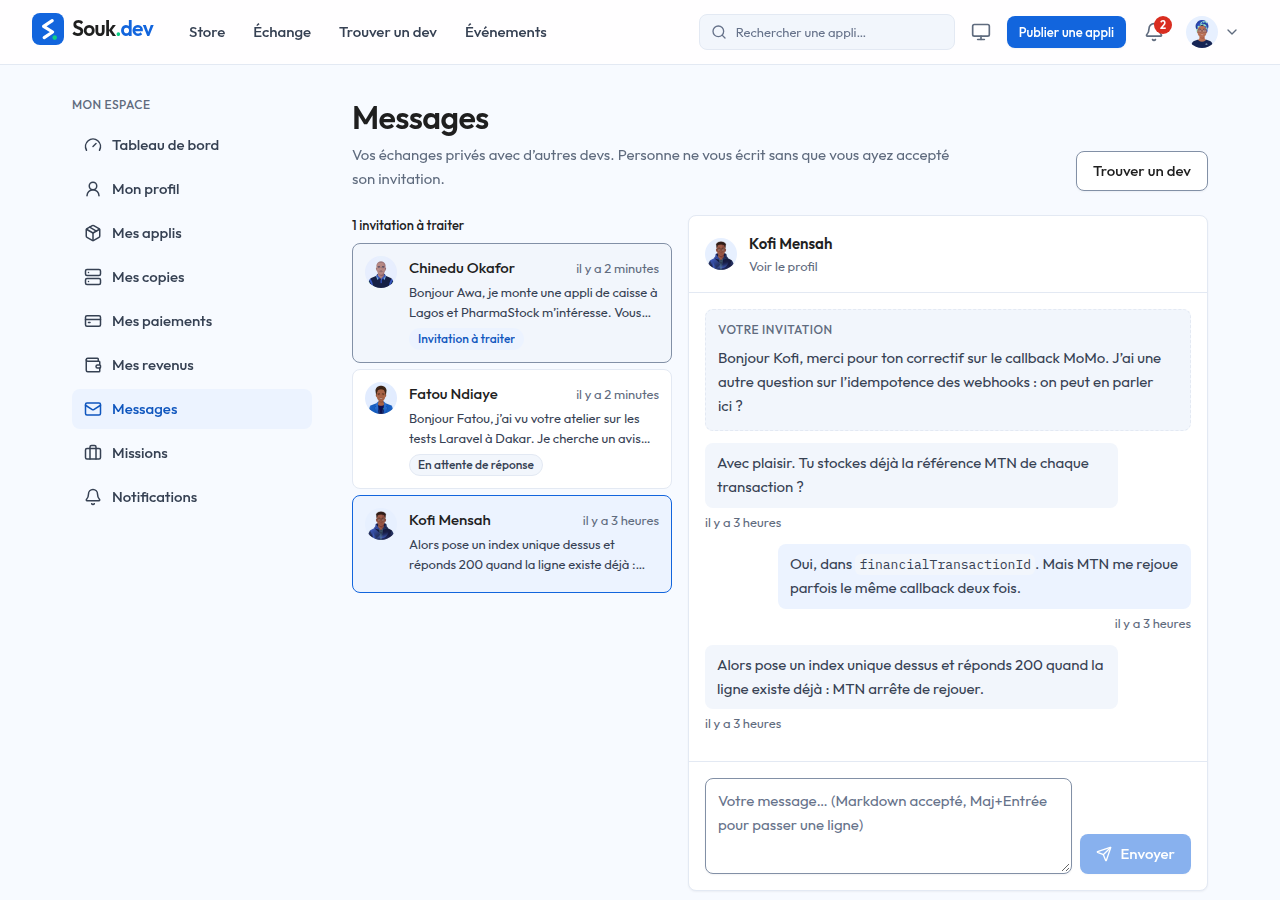 Souk.dev
Store
Échange
Trouver un dev
Événements
Rechercher une appli…
Publier une appli
2
MON ESPACE
Tableau de bord
Mon profil
Mes applis
Mes copies
Mes paiements
Mes revenus
Messages
Missions
Notifications
Messages
Vos échanges privés avec d’autres devs. Personne ne vous écrit sans que vous ayez accepté
son invitation.
Trouver un dev
1 invitation à traiter
Chinedu Okafor
il y a 2 minutes
Bonjour Awa, je monte une appli de caisse à
Lagos et PharmaStock m’intéresse. Vous…
Invitation à traiter
Fatou Ndiaye
il y a 2 minutes
Bonjour Fatou, j’ai vu votre atelier sur les
tests Laravel à Dakar. Je cherche un avis…
En attente de réponse
Kofi Mensah
il y a 3 heures
Alors pose un index unique dessus et
réponds 200 quand la ligne existe déjà :…
Kofi Mensah
Voir le profil
VOTRE INVITATION
Bonjour Kofi, merci pour ton correctif sur le callback MoMo. J’ai une
autre question sur l’idempotence des webhooks : on peut en parler
ici ?
Avec plaisir. Tu stockes déjà la référence MTN de chaque
transaction ?
il y a 3 heures
Oui, dans financialTransactionId. Mais MTN me rejoue
parfois le même callback deux fois.
il y a 3 heures
Alors pose un index unique dessus et réponds 200 quand la
ligne existe déjà : MTN arrête de rejouer.
il y a 3 heures
Votre message… (Markdown accepté, Maj+Entrée
pour passer une ligne)
Envoyer